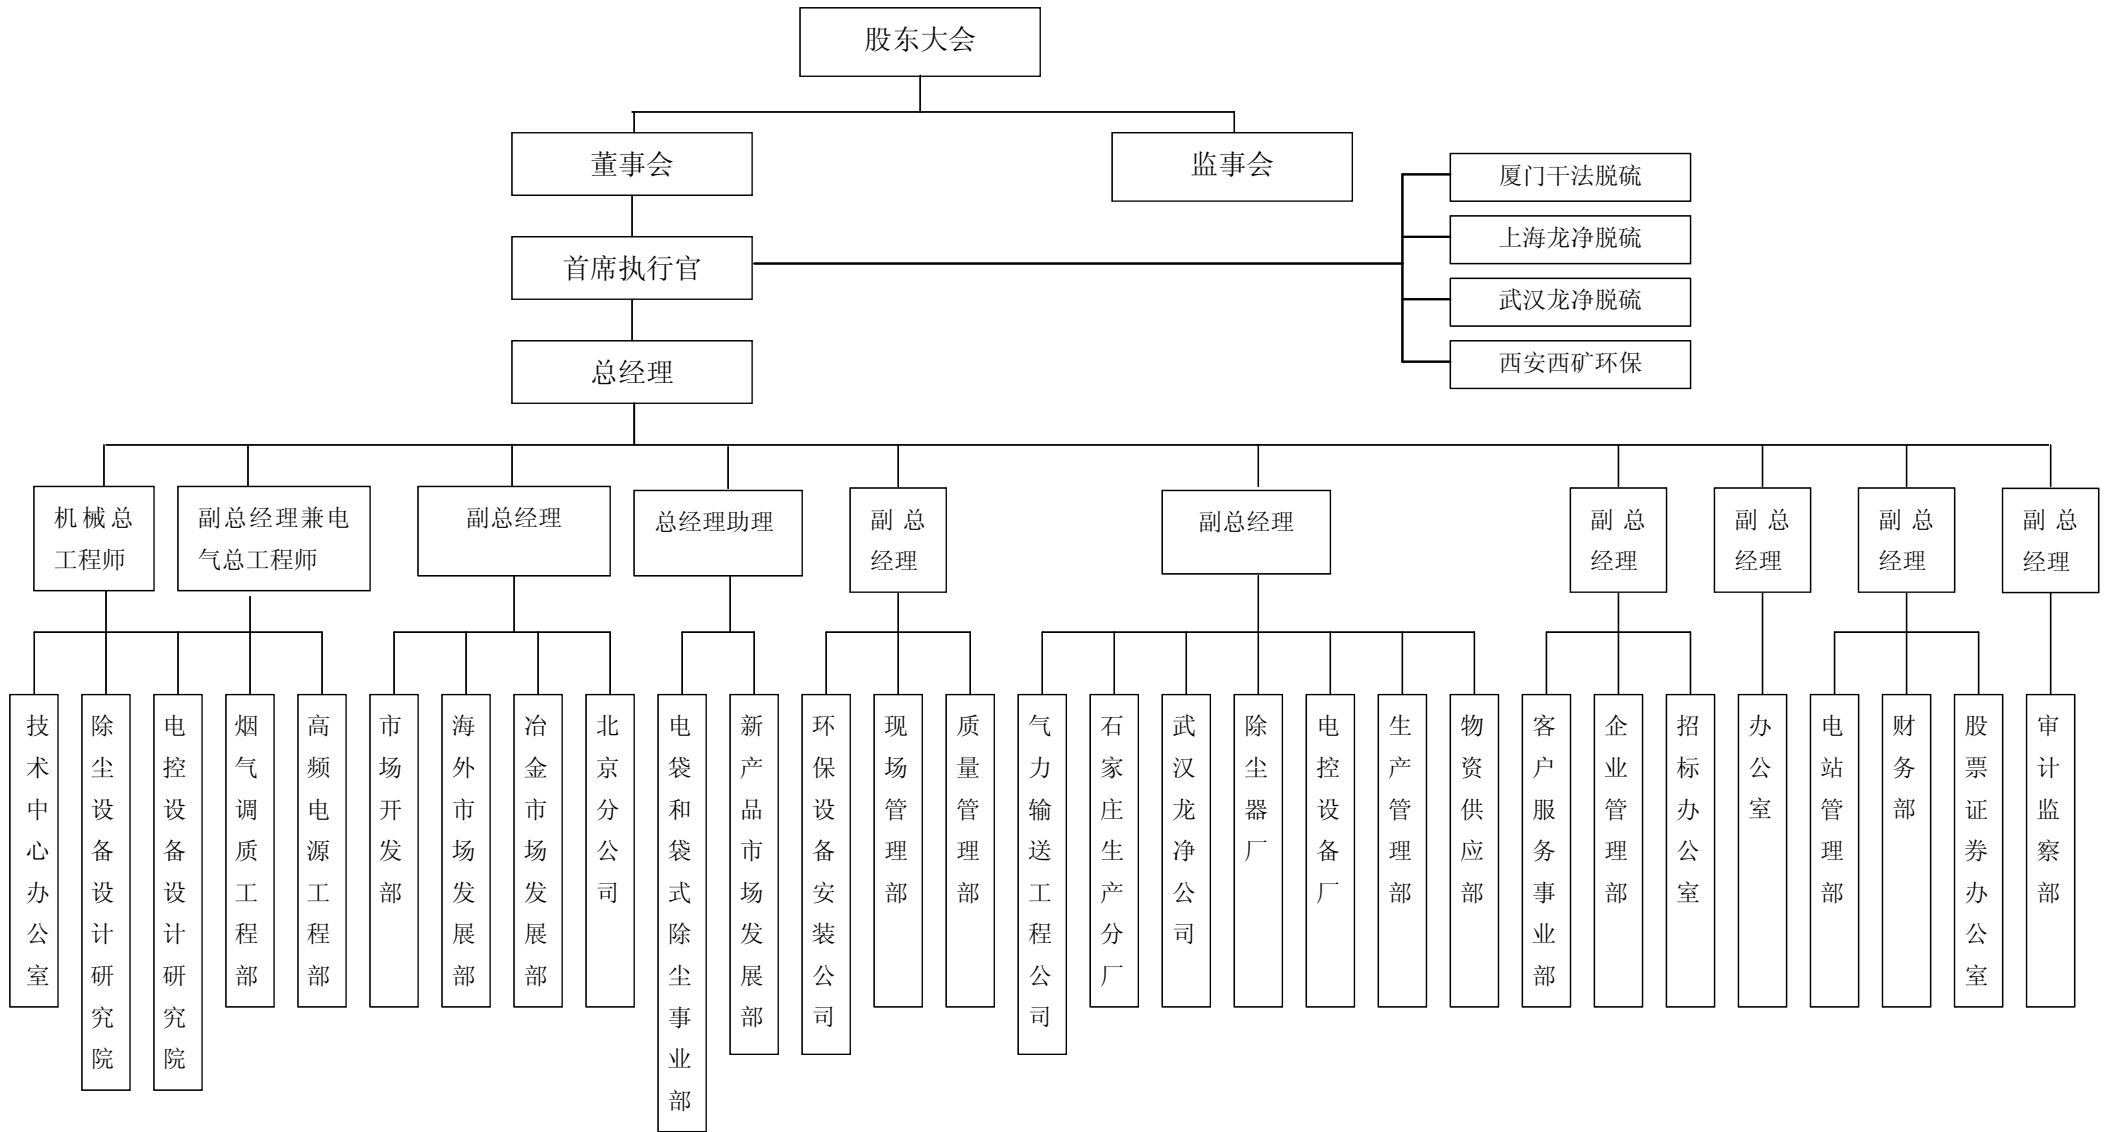 股东大会
董事会
监事会
厦门干法脱硫
上海龙净脱硫
首席执行官
武汉龙净脱硫
西安西矿环保
总经理
机械总
工程师
副总经理兼电
气总工程师
副总经理
总经理助理
副总
经理
副总经理
副总
经理
副总
经理
副总
经理
副总
经理
技术中心办公室
除尘设备设计研究院
电控设备设计研究院
烟气调质工程部
高频电源工程部
市场开发部
海外市场发展部
冶金市场发展部
北京分公司
电袋和袋式除尘事业部
新产品市场发展部
环保设备安装公司
现场管理部
质量管理部
气力输送工程公司
石家庄生产分厂
武汉龙净公司
除尘器厂
电控设备厂
生产管理部
物资供应部
客户服务事业部
企业管理部
招标办公室
办公室
电站管理部
财务部
股票证券办公室
审计监察部